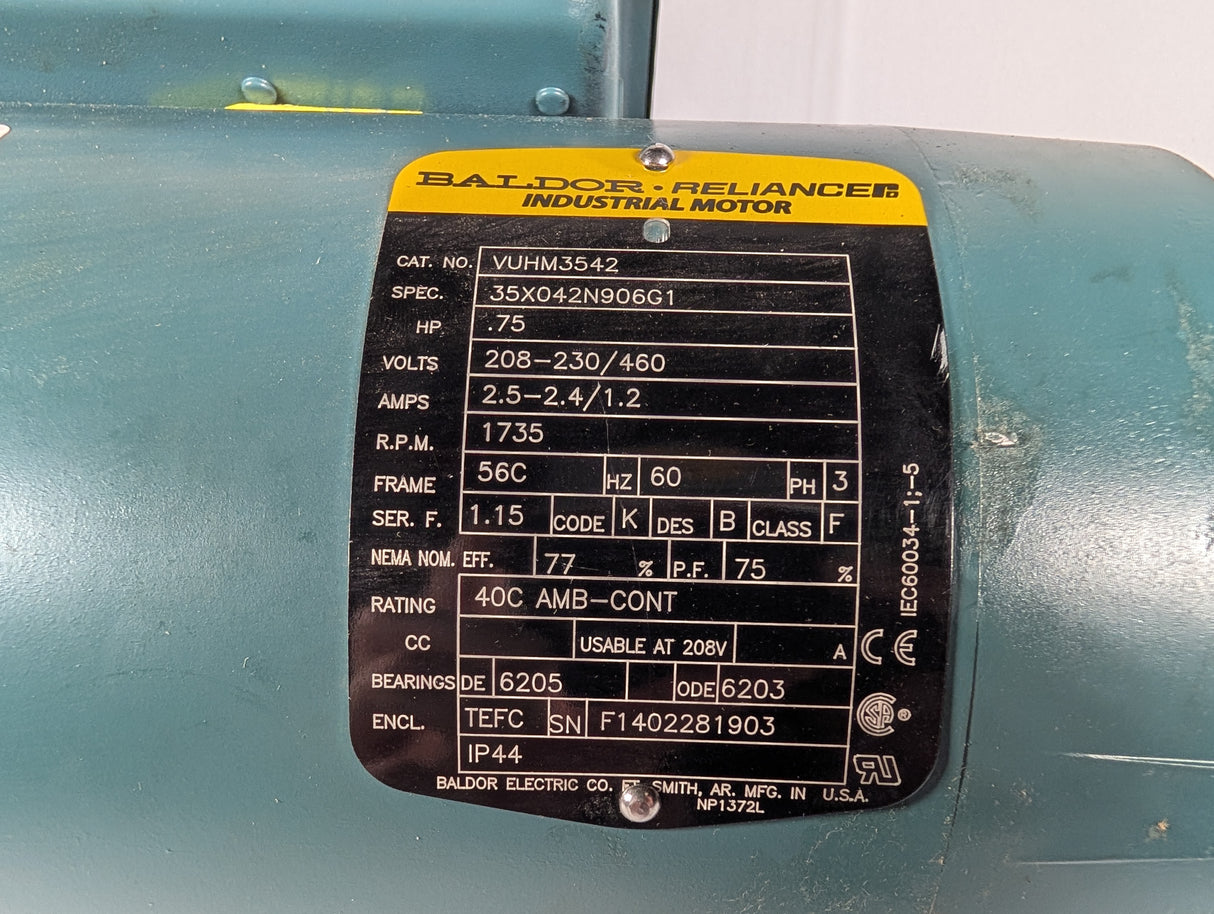 BALDOR · RELIANCE
INDUSTRIAL MOTOR
CAT. NO. VUHM3542
SPEC. 35X042N906G1
HP .75
VOLTS 208-230/460
AMPS 2.5-2.4/1.2
R.P.M. 1735
FRAME 56C HZ 60 PH 3
SER. F. 1.15 CODE K DES B CLASS F
NEMA NOM. EFF. 77 % P.F. 75 %
RATING 40C AMB-CONT
CC USABLE AT 208V A
BEARINGS DE 6205 ODE 6203
ENCL. TEFC SN F1402281903
IP44
BALDOR ELECTRIC CO. FT. SMITH, AR. MFG. IN U.S.A.
NP1372L
IEC60034-1;-5
CE
CSA ®
RU